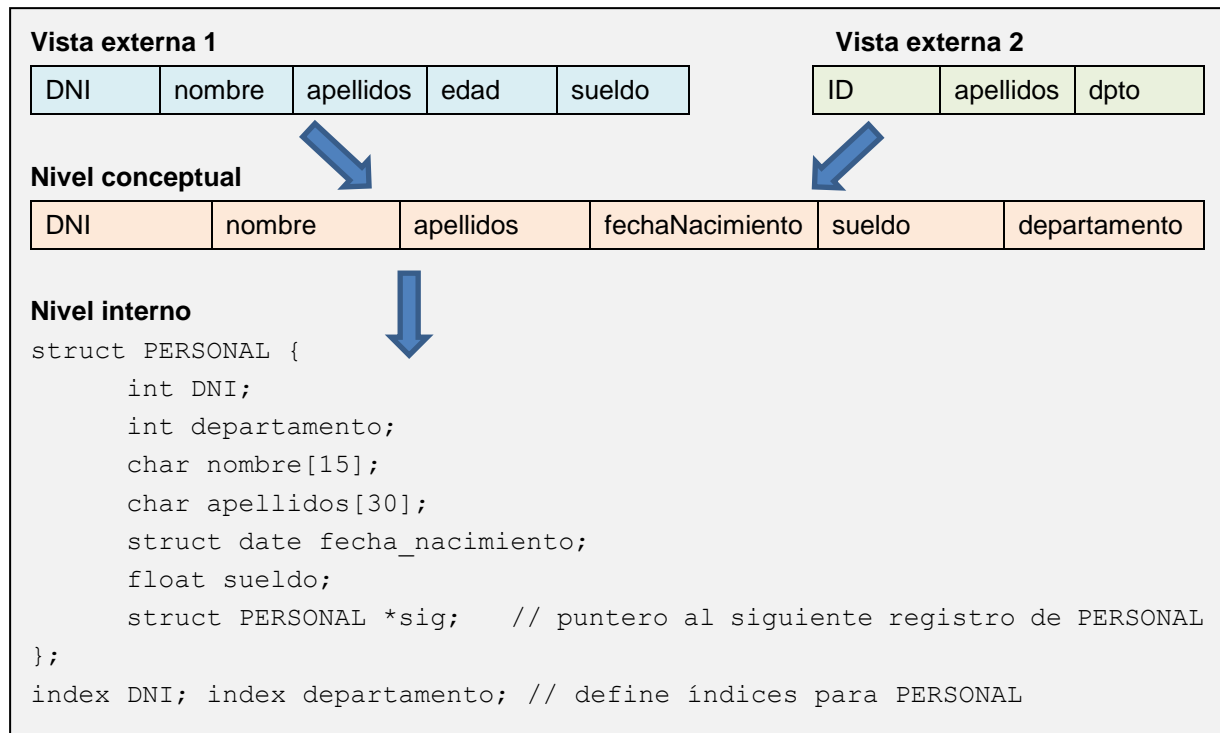 Vista externa 1 Vista externa 2
DNI nombre apellidos edad sueldo ID apellidos dpto
Nivel conceptual
DNI nombre apellidos fechaNacimiento sueldo departamento
Nivel interno
struct PERSONAL {
int DNI;
int departamento;
char nombre[15];
char apellidos[30];
struct date fecha_nacimiento;
float sueldo;
struct PERSONAL *sig; // puntero al siguiente registro de PERSONAL
};
index DNI; index departamento; // define índices para PERSONAL